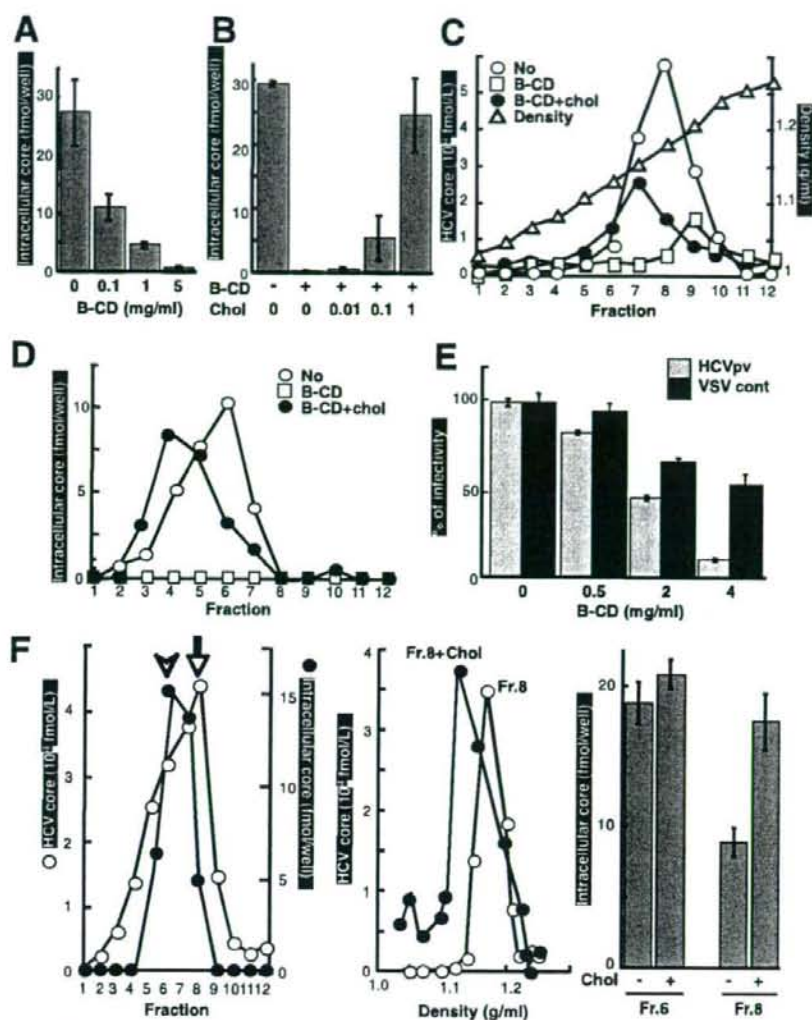 A
Intracellular core (fmol/well)
30
20
10
0
0 0.1 1 5
B-CD (mg/ml)
B
Intracellular core (fmol/well)
30
20
10
0
B-CD - + + + +
Chol 0 0 0.01 0.1 1
C
No
B-CD
B-CD+chol
Density
HCV core (fmol/L)
6
5
4
3
2
1
0
Density (g/ml)
1.2
1.1
1
1 2 3 4 5 6 7 8 9 10 11 12
Fraction
D
No
B-CD
B-CD+chol
Intracellular core (fmol/well)
10
5
0
1 2 3 4 5 6 7 8 10 11 12
Fraction
E
HCVpv
VSV cont
% of infectivity
100
50
0
0 0.5 2 4
B-CD (mg/ml)
F
HCV core (fmol/L)
4
3
2
1
0
Intracellular core (fmol/well)
15
10
5
0
1 2 3 4 5 6 7 8 9 10 11 12
Fraction
Fr.8+Chol
Fr.8
HCV core (fmol/L)
4
3
2
1
0
1.0 1.1 1.2
Density (g/ml)
Intracellular core (fmol/well)
20
10
0
Chol - + - +
Fr.6 Fr.8